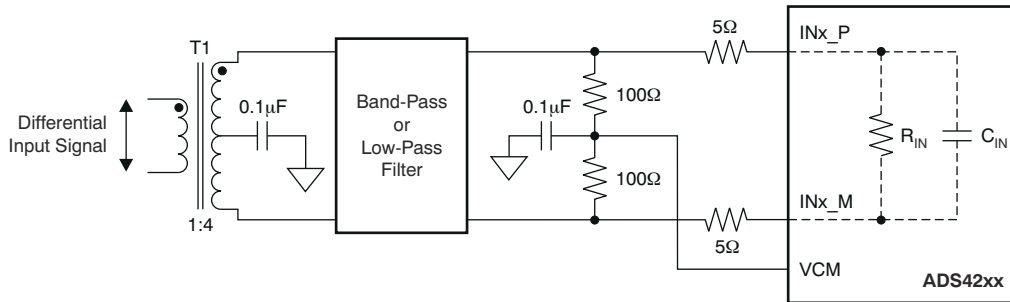 T1
Differential
Input Signal
1:4
0.1µF
Band-Pass
or
Low-Pass
Filter
0.1µF
100Ω
100Ω
5Ω
5Ω
INx_P
R_IN
C_IN
INx_M
VCM
ADS42xx